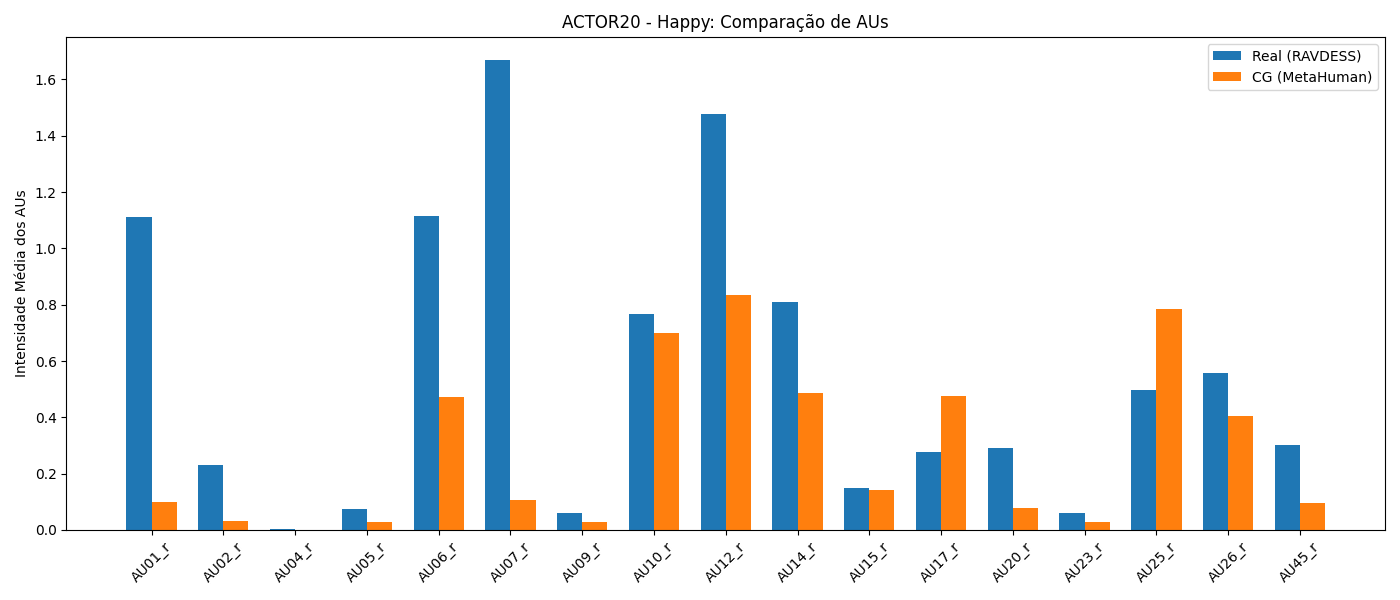 ACTOR20 - Happy: Comparação de AUs
Real (RAVDESS)
CG (MetaHuman)
Intensidade Média dos AUs
1.6
1.4
1.2
1.0
0.8
0.6
0.4
0.2
0.0
AU01_r
AU02_r
AU04_r
AU05_r
AU06_r
AU07_r
AU09_r
AU10_r
AU12_r
AU14_r
AU15_r
AU17_r
AU20_r
AU23_r
AU25_r
AU26_r
AU45_r